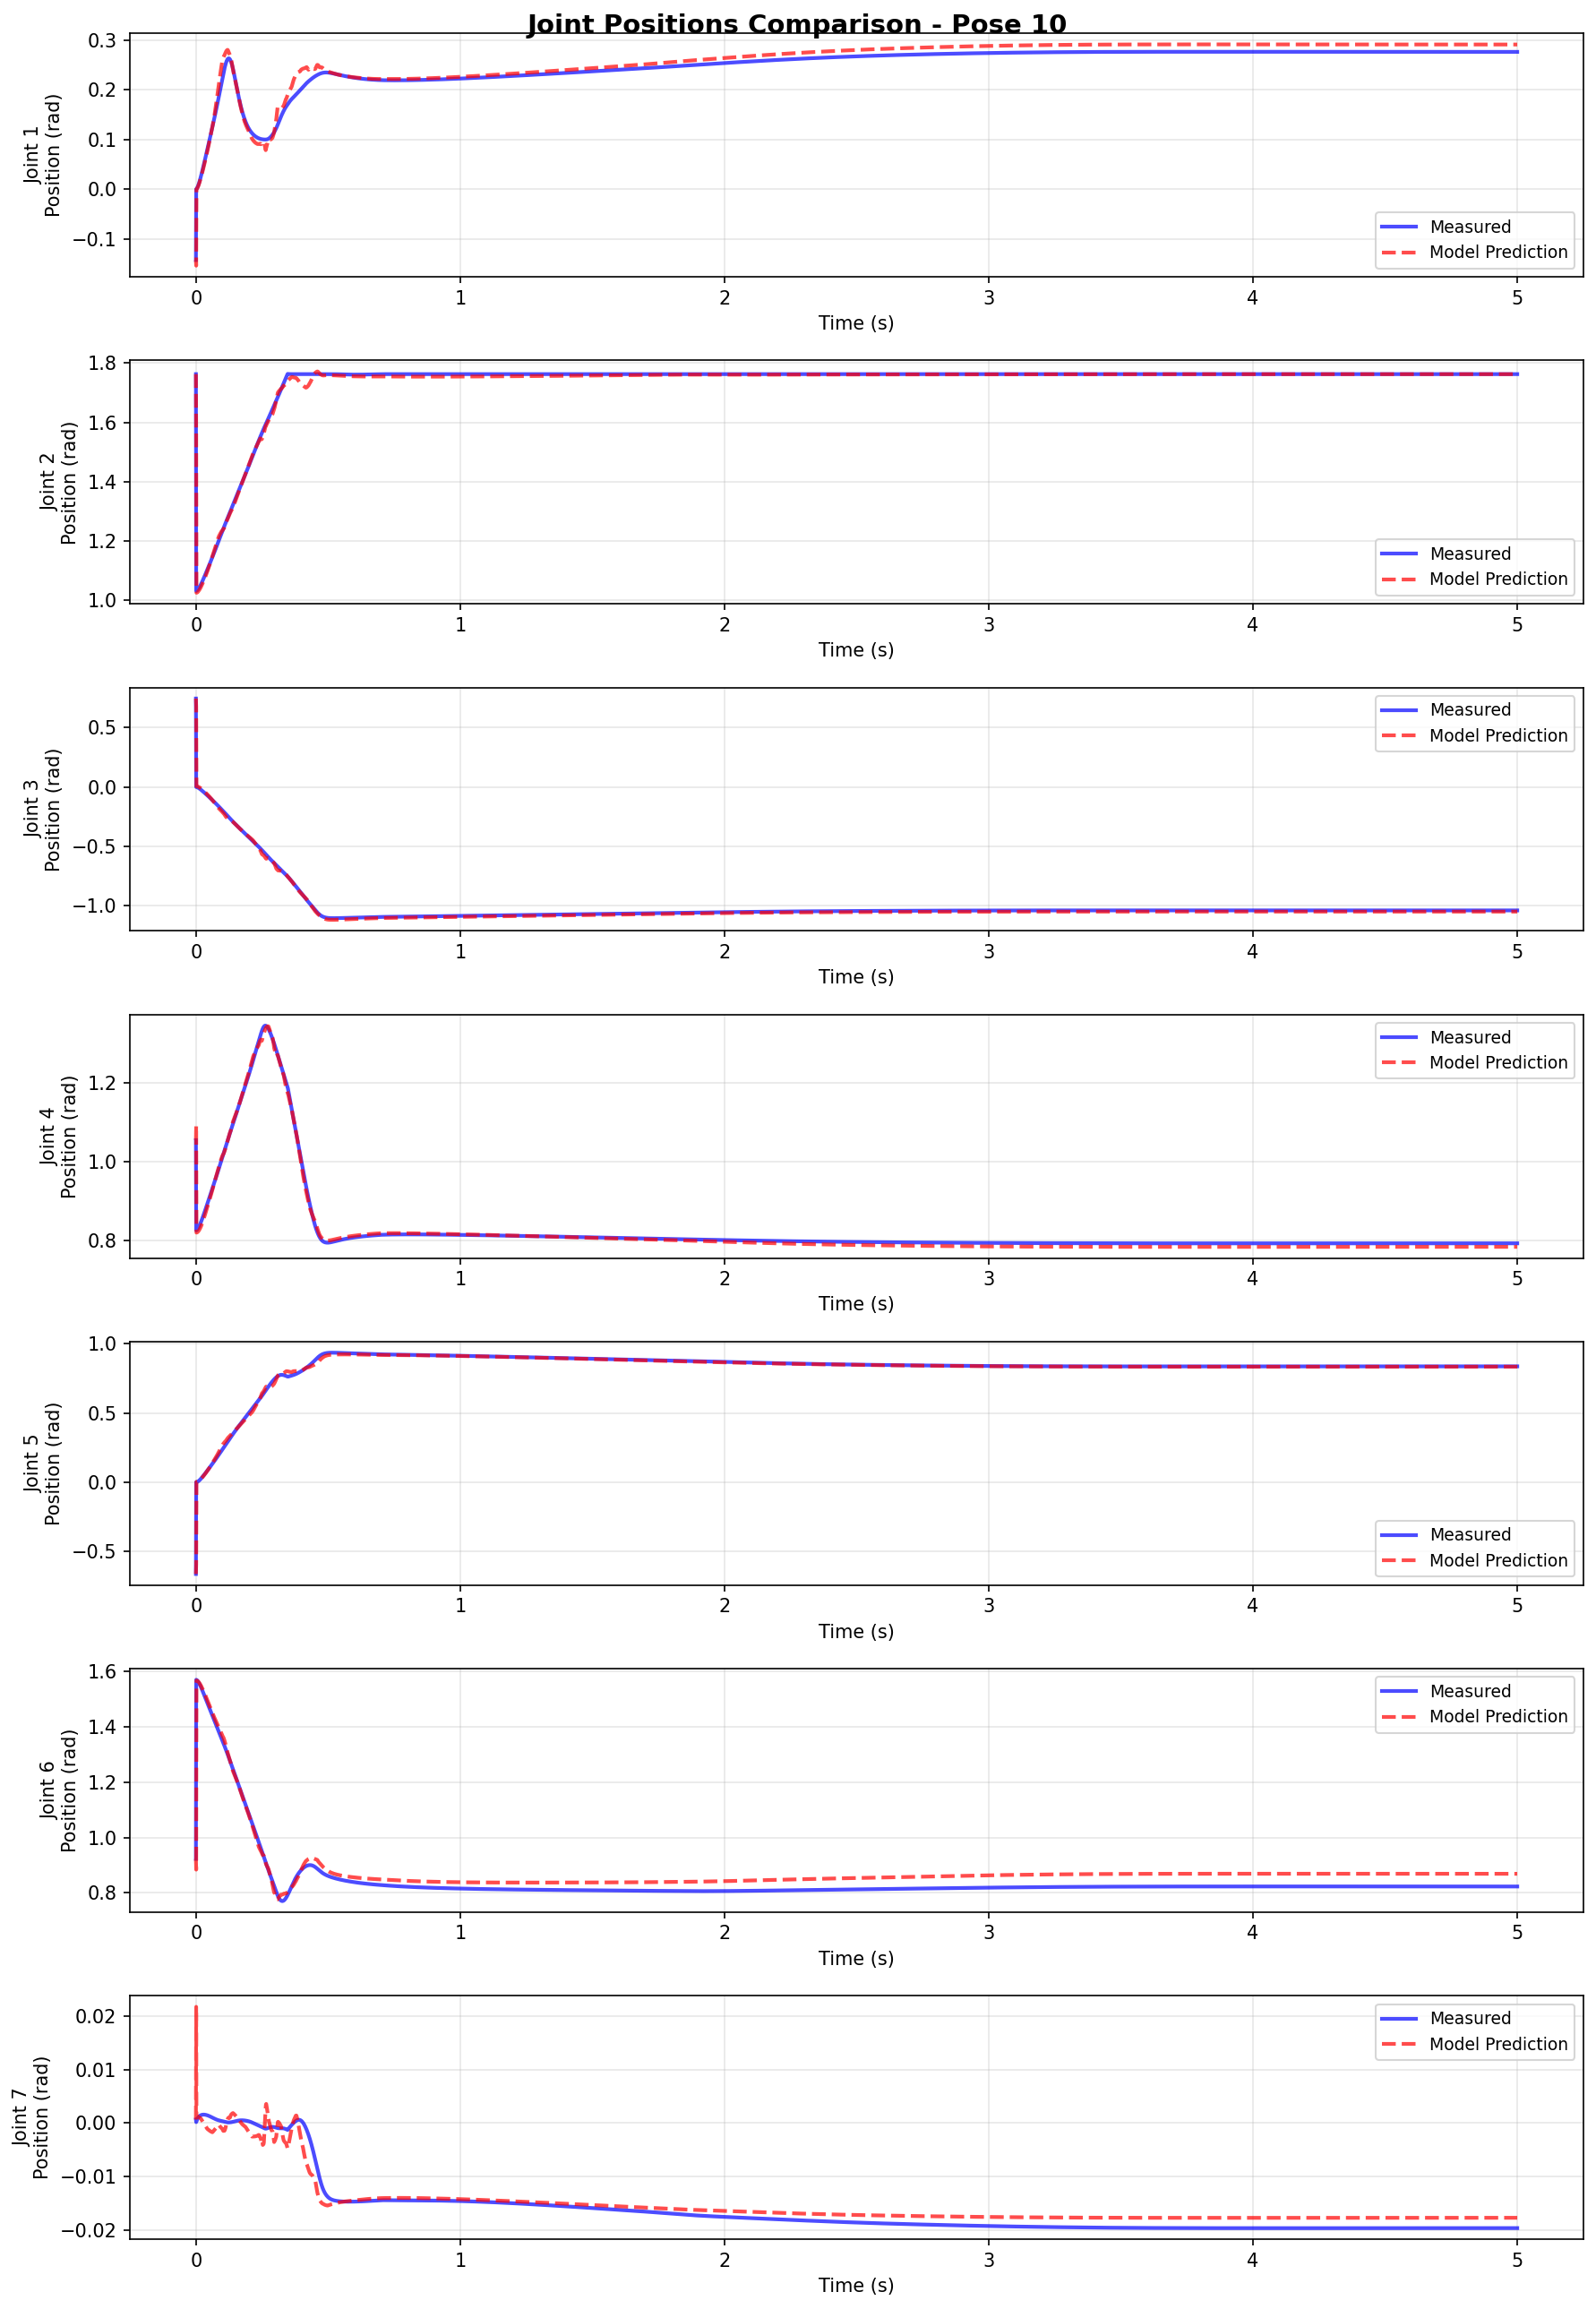 Joint Positions Comparison - Pose 10
0.3
0.2
0.1
0.0
−0.1
Joint 1
Position (rad)
Measured
Model Prediction
0 1 2 3 4 5
Time (s)
1.8
1.6
1.4
1.2
1.0
Joint 2
Position (rad)
Measured
Model Prediction
0 1 2 3 4 5
Time (s)
0.5
0.0
−0.5
−1.0
Joint 3
Position (rad)
Measured
Model Prediction
0 1 2 3 4 5
Time (s)
1.2
1.0
0.8
Joint 4
Position (rad)
Measured
Model Prediction
0 1 2 3 4 5
Time (s)
1.0
0.5
0.0
−0.5
Joint 5
Position (rad)
Measured
Model Prediction
0 1 2 3 4 5
Time (s)
1.6
1.4
1.2
1.0
0.8
Joint 6
Position (rad)
Measured
Model Prediction
0 1 2 3 4 5
Time (s)
0.02
0.01
0.00
−0.01
−0.02
Joint 7
Position (rad)
Measured
Model Prediction
0 1 2 3 4 5
Time (s)